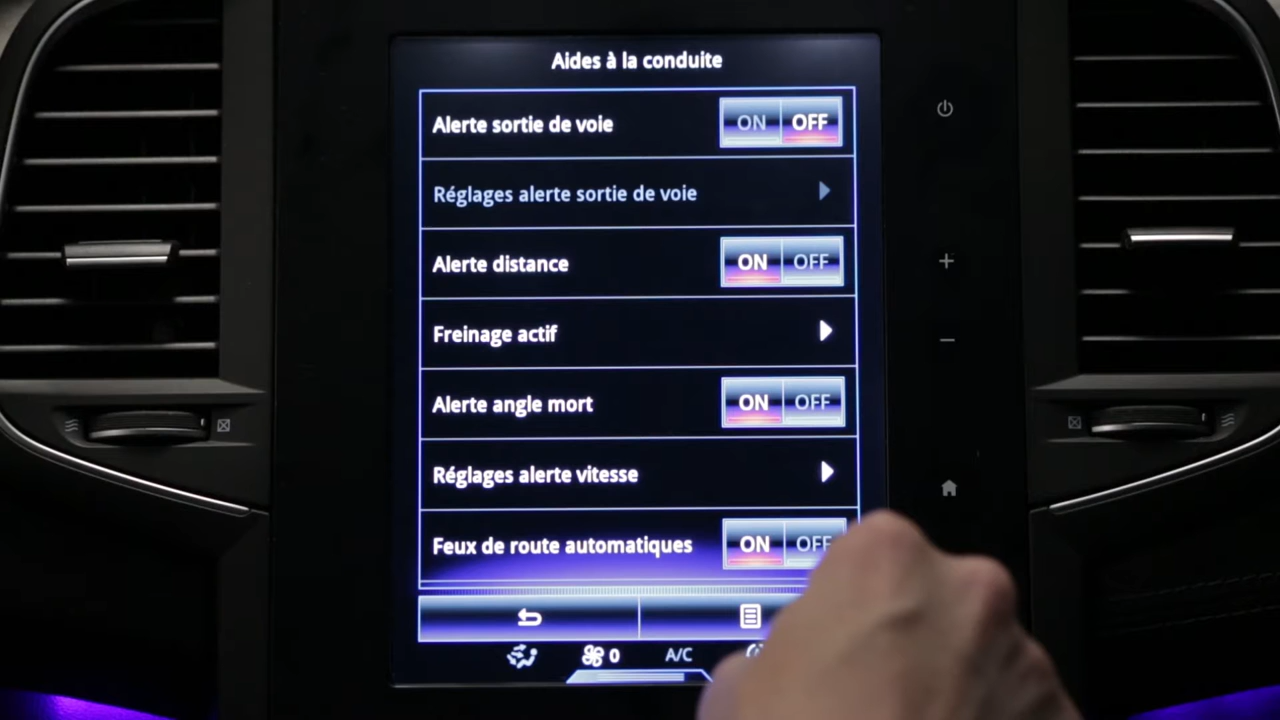 Aides à la conduite
Alerte sortie de voie ON OFF
Réglages alerte sortie de voie
Alerte distance ON OFF
Freinage actif
Alerte angle mort ON OFF
Réglages alerte vitesse
Feux de route automatiques ON OFF
0 A/C